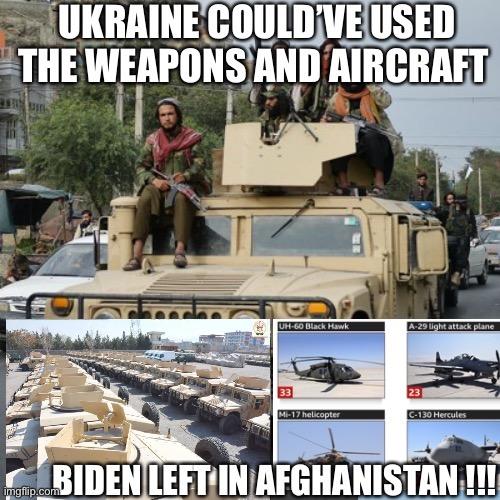 UKRAINE COULD'VE USED
THE WEAPONS AND AIRCRAFT
UH-60 Black Hawk
A-29 light attack plane
33
23
Mi-17 helicopter
C-130 Hercules
BIDEN LEFT IN AFGHANISTAN !!!
imgflip.com